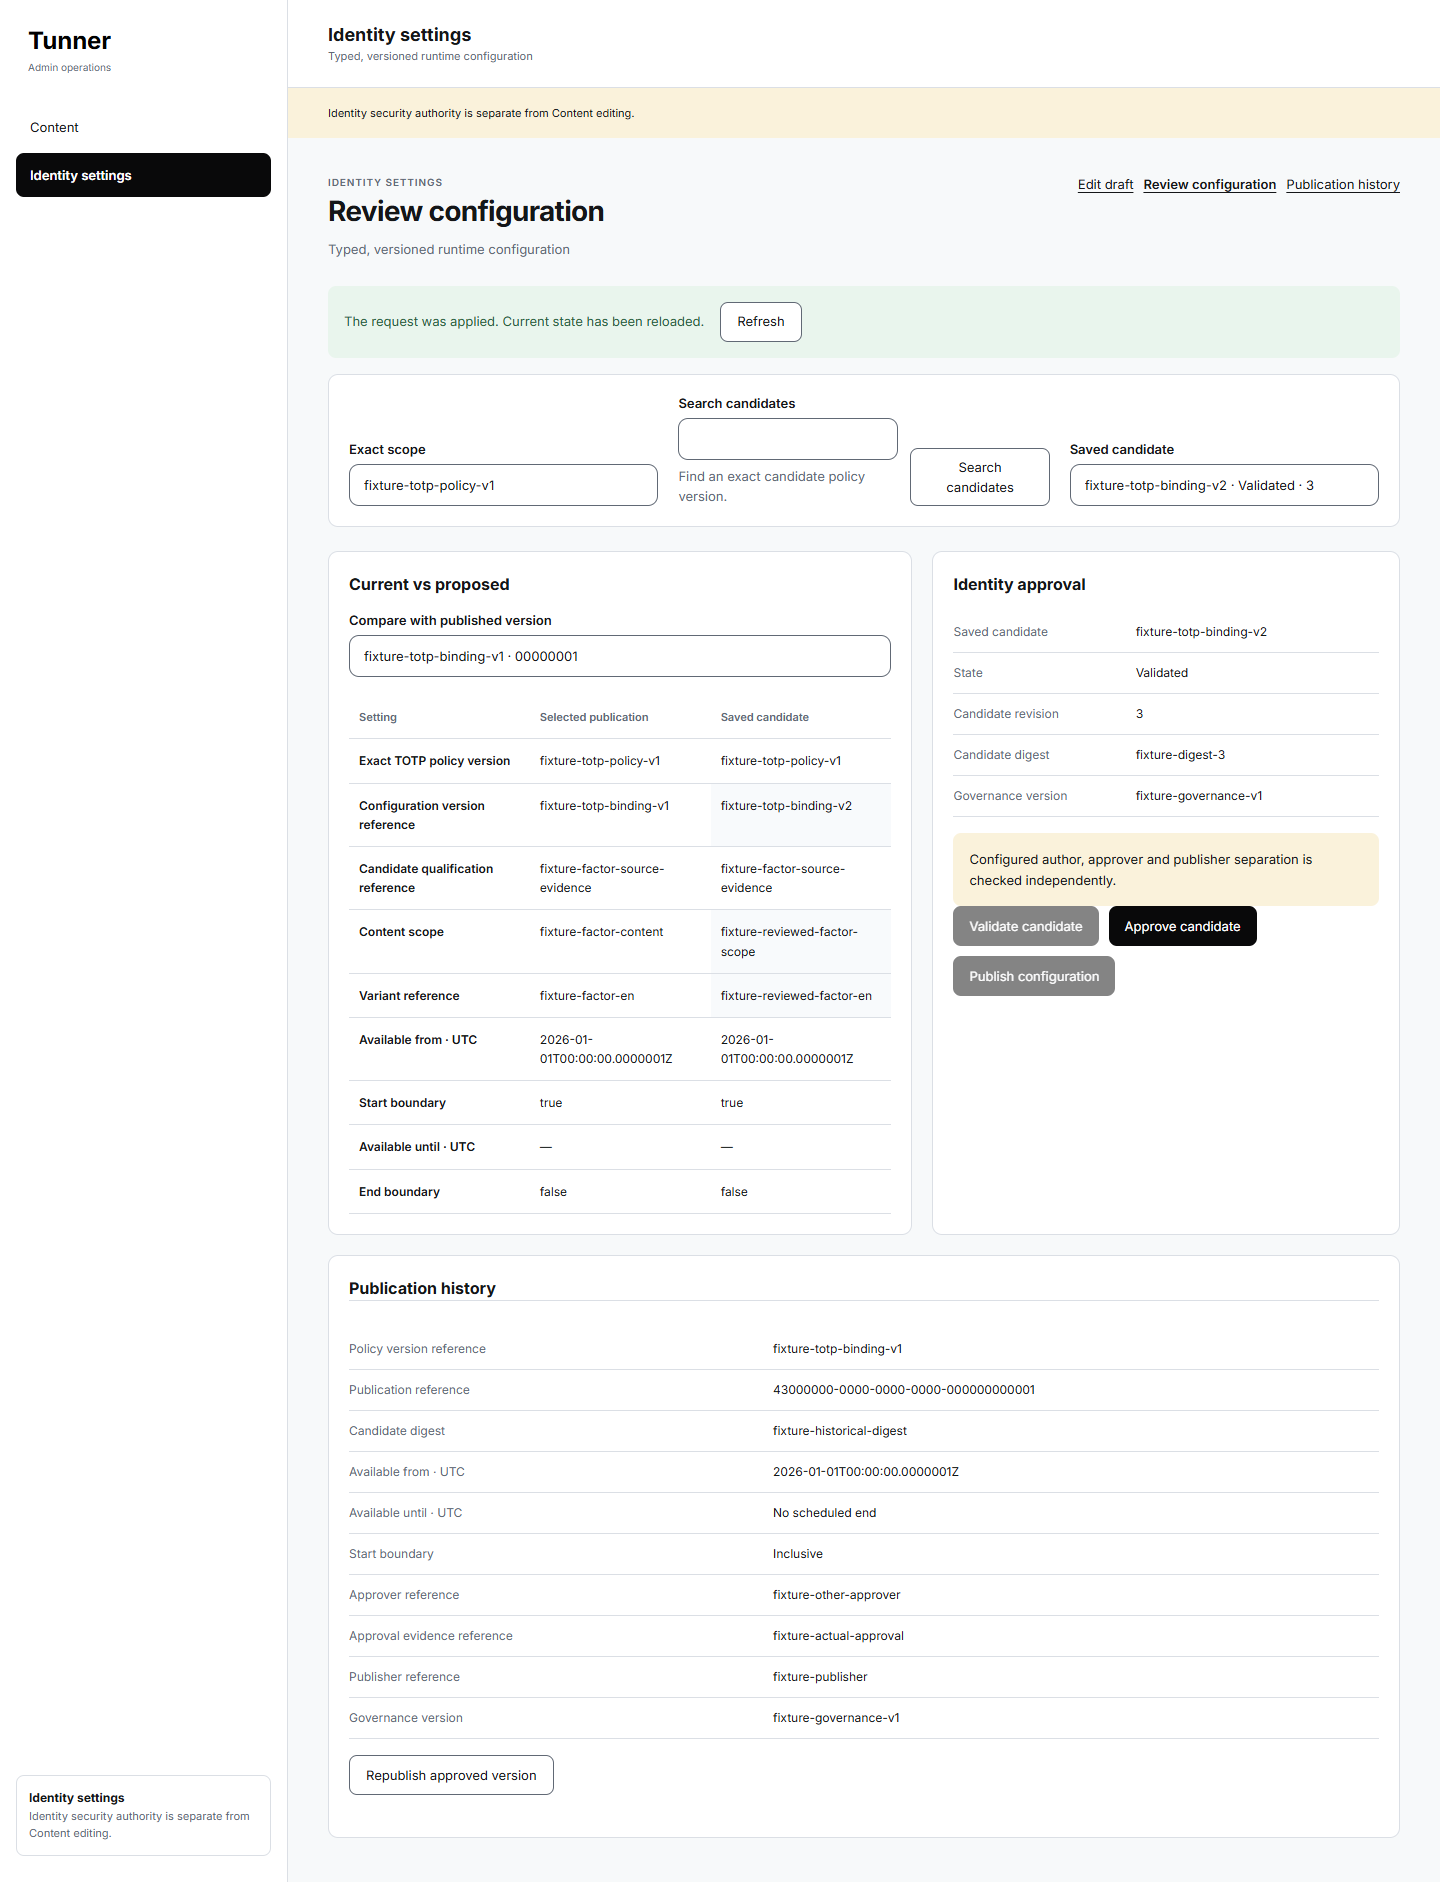 Tunner
Admin operations
Content
Identity settings
Identity settings
Identity security authority is separate from
Content editing.
Identity settings
Typed, versioned runtime configuration
Identity security authority is separate from Content editing.
IDENTITY SETTINGS
Review configuration
Typed, versioned runtime configuration
Edit draft Review configuration Publication history
The request was applied. Current state has been reloaded. Refresh
Exact scope
fixture-totp-policy-v1
Search candidates
Find an exact candidate policy
version.
Search
candidates
Saved candidate
fixture-totp-binding-v2 · Validated · 3
Current vs proposed
Compare with published version
fixture-totp-binding-v1 · 00000001
Setting Selected publication Saved candidate
Exact TOTP policy version fixture-totp-policy-v1 fixture-totp-policy-v1
Configuration version fixture-totp-binding-v1 fixture-totp-binding-v2
reference
Candidate qualification fixture-factor-source- fixture-factor-source-
reference evidence evidence
Content scope fixture-factor-content fixture-reviewed-factor-
scope
Variant reference fixture-factor-en fixture-reviewed-factor-en
Available from · UTC 2026-01- 2026-01-
01T00:00:00.0000001Z 01T00:00:00.0000001Z
Start boundary true true
Available until · UTC — —
End boundary false false
Identity approval
Saved candidate fixture-totp-binding-v2
State Validated
Candidate revision 3
Candidate digest fixture-digest-3
Governance version fixture-governance-v1
Configured author, approver and publisher separation is
checked independently.
Validate candidate Approve candidate
Publish configuration
Publication history
Policy version reference fixture-totp-binding-v1
Publication reference 43000000-0000-0000-0000-000000000001
Candidate digest fixture-historical-digest
Available from · UTC 2026-01-01T00:00:00.0000001Z
Available until · UTC No scheduled end
Start boundary Inclusive
Approver reference fixture-other-approver
Approval evidence reference fixture-actual-approval
Publisher reference fixture-publisher
Governance version fixture-governance-v1
Republish approved version